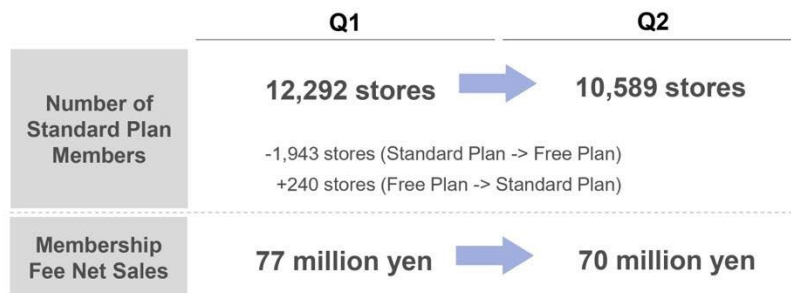 Q1
Q2
Number of
Standard Plan
Members
12,292 stores
10,589 stores
-1,943 stores (Standard Plan -> Free Plan)
+240 stores (Free Plan -> Standard Plan)
Membership
Fee Net Sales
77 million yen
70 million yen